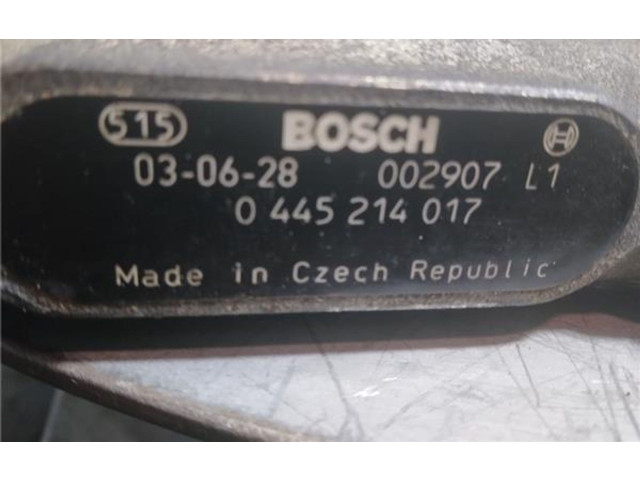 515 BOSCH
03-06-28 002907 L1
0 445 214 017
Made in Czech Republic